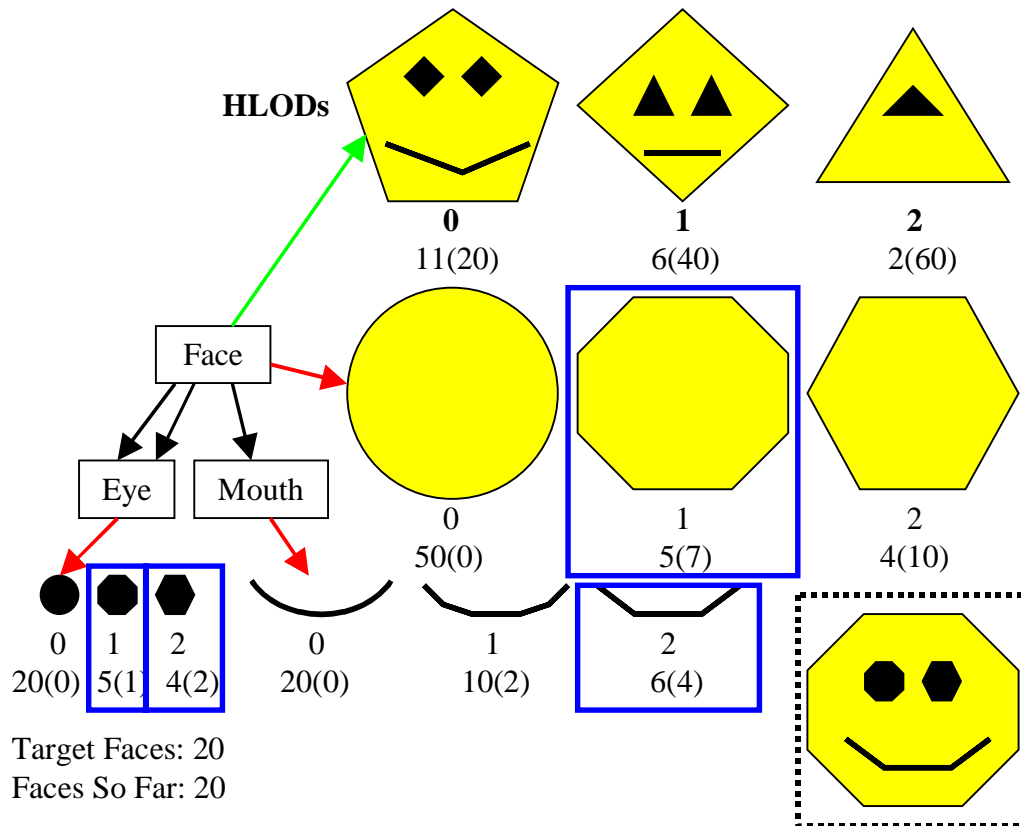 HLODs
0 1 2
11(20) 6(40) 2(60)
Face
Eye Mouth
0 1 2
50(0) 5(7) 4(10)
0 1 2 0 1 2
20(0) 5(1) 4(2) 20(0) 10(2) 6(4)
Target Faces: 20
Faces So Far: 20